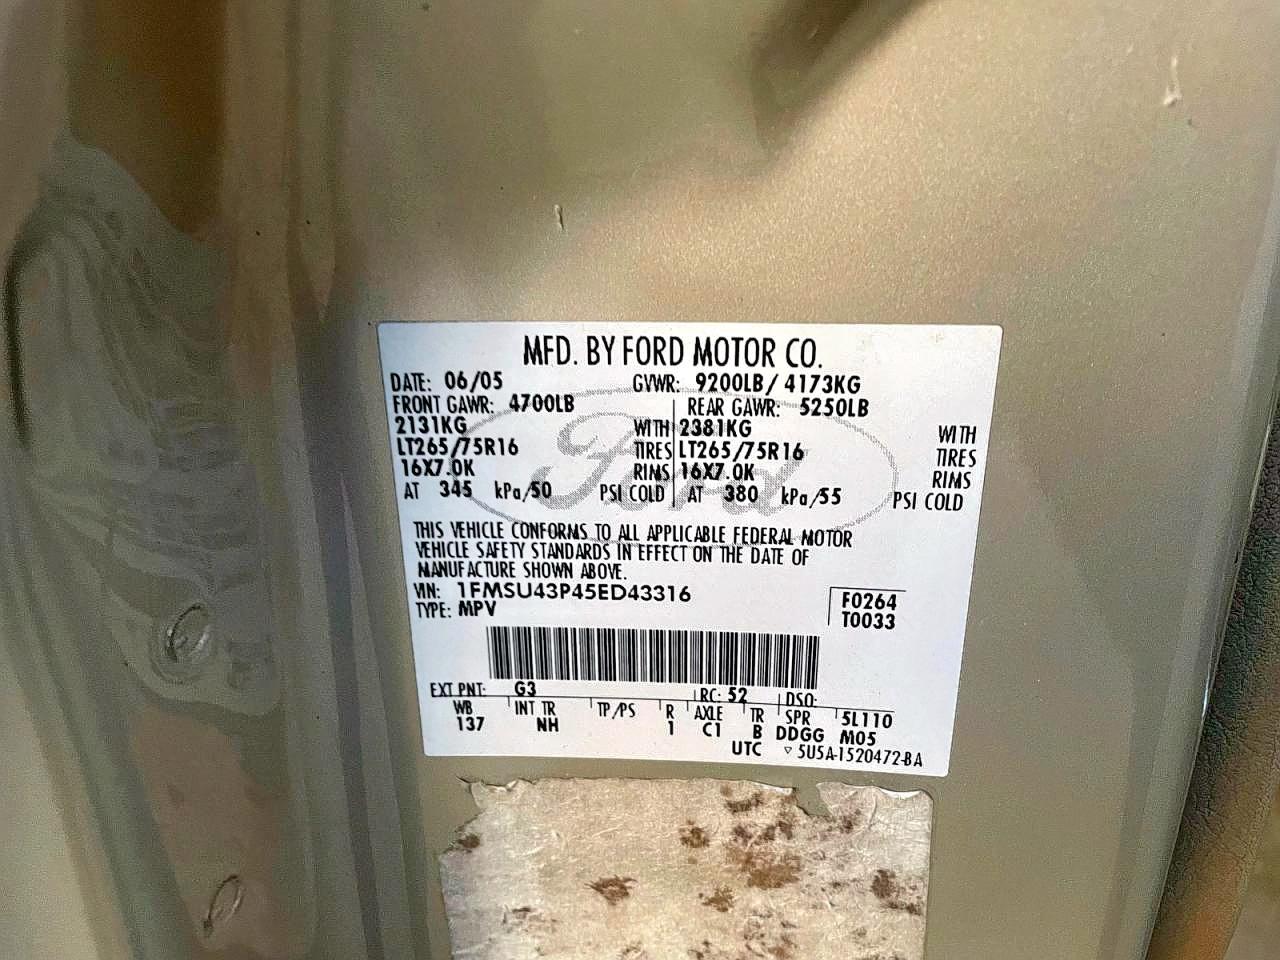 MFD. BY FORD MOTOR CO.
DATE: 06/05 GVWR: 9200LB/ 4173KG
FRONT GAWR: 4700LB REAR GAWR: 5250LB
2131KG WITH 2381KG WITH
LT265/75R16 TIRES LT265/75R16 TIRES
16X7.0K RIMS 16X7.0K RIMS
AT 345 kPa/50 PSI COLD AT 380 kPa/55 PSI COLD
Ford
THIS VEHICLE CONFORMS TO ALL APPLICABLE FEDERAL MOTOR
VEHICLE SAFETY STANDARDS IN EFFECT ON THE DATE OF
MANUFACTURE SHOWN ABOVE.
VIN: 1FMSU43P45ED43316 F0264
TYPE: MPV T0033
EXT PNT: G3 RC: 52 DSO:
WB INT TR TP/PS R AXLE TR SPR 5L110
137 NH 1 C1 B DDGG M05
UTC ▽ 5U5A-1520472-BA